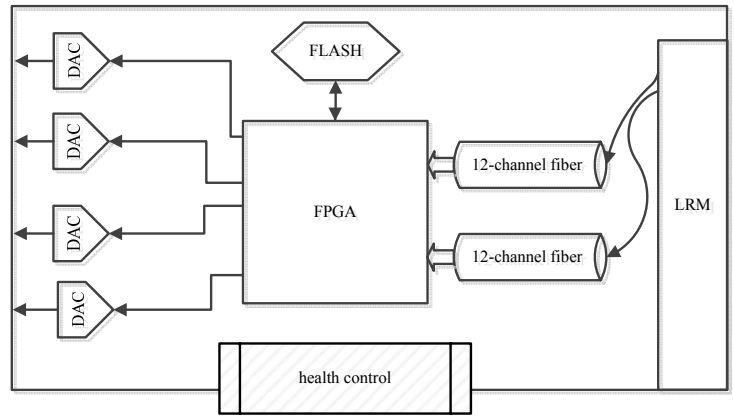 DAC
FLASH
DAC
12-channel fiber
LRM
FPGA
DAC
12-channel fiber
DAC
health control